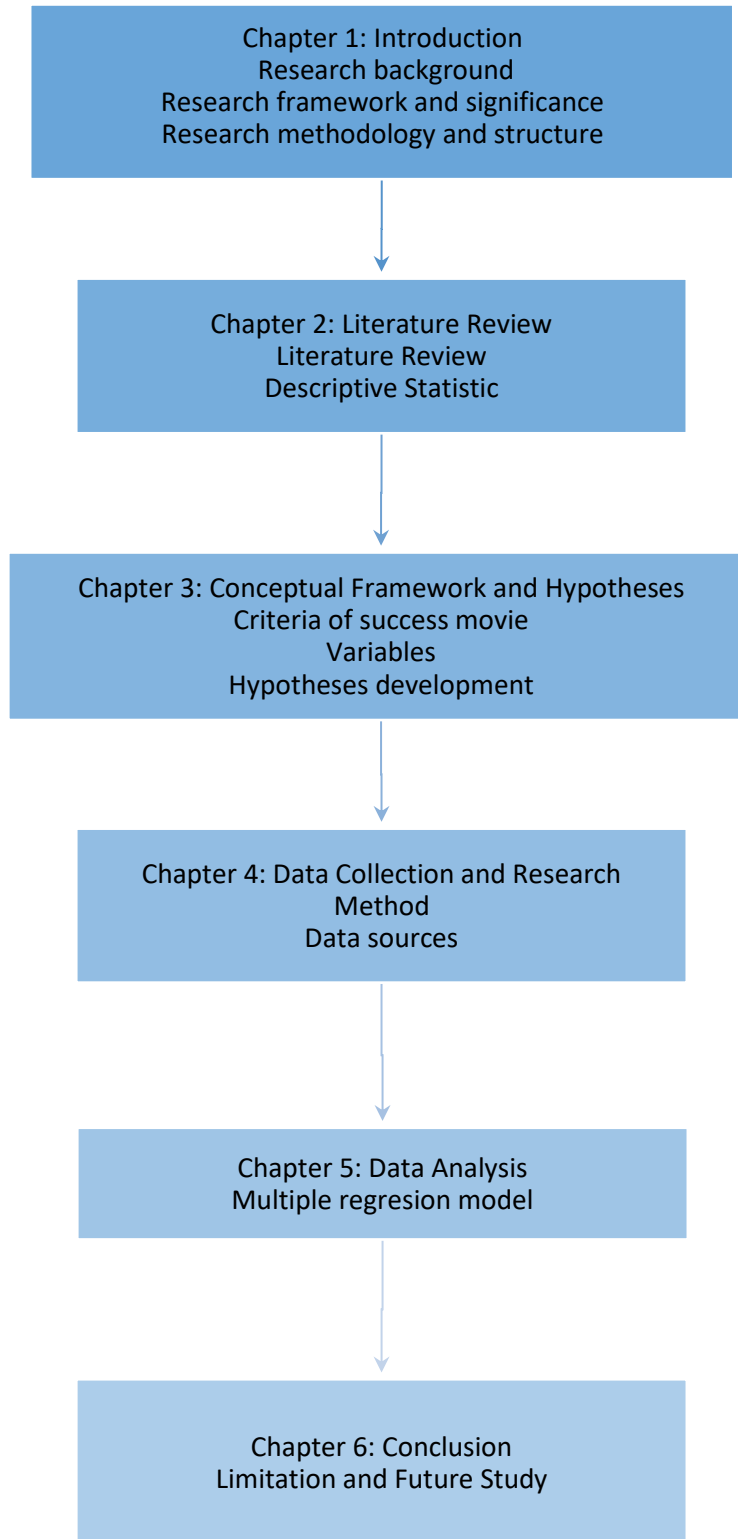 Chapter 1: Introduction
Research background
Research framework and significance
Research methodology and structure
Chapter 2: Literature Review
Literature Review
Descriptive Statistic
Chapter 3: Conceptual Framework and Hypotheses
Criteria of success movie
Variables
Hypotheses development
Chapter 4: Data Collection and Research
Method
Data sources
Chapter 5: Data Analysis
Multiple regresion model
Chapter 6: Conclusion
Limitation and Future Study